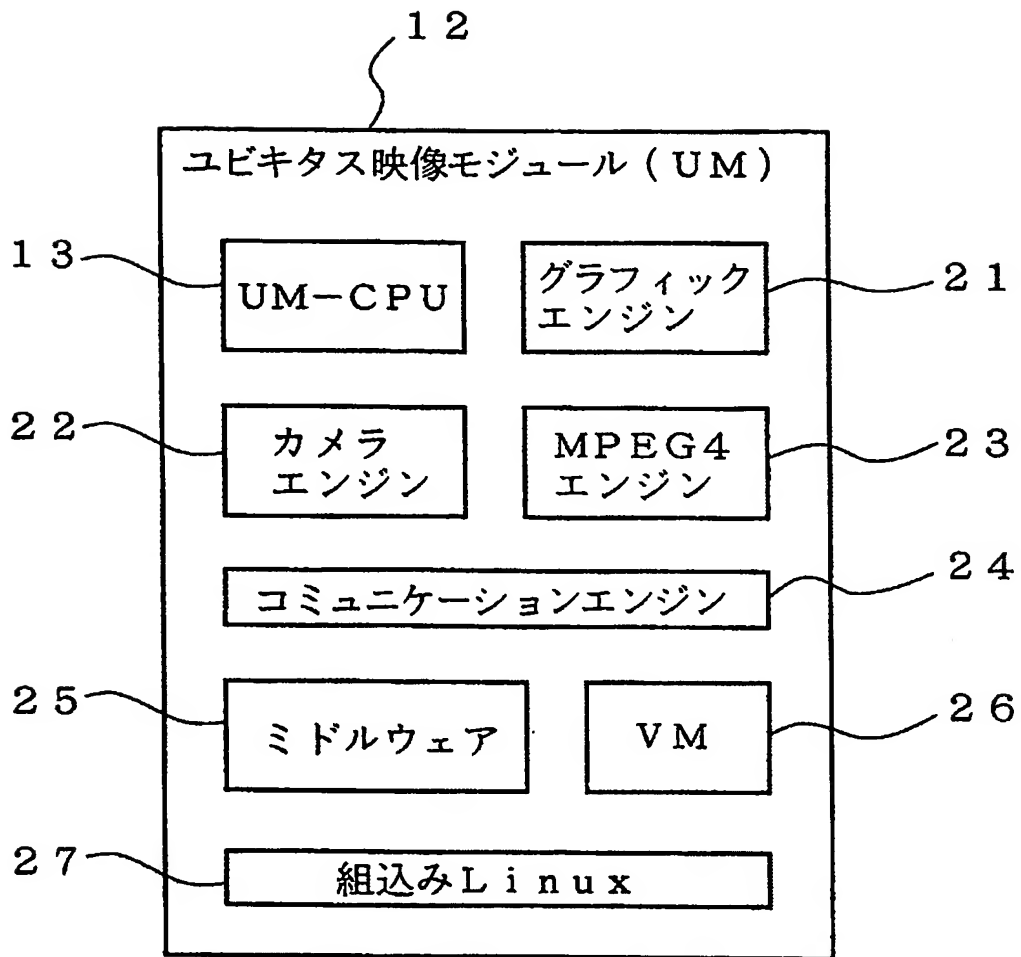 １２
ユビキタス映像モジュール（ＵＭ）
１３
ＵＭ－ＣＰＵ
グラフィック
エンジン
２１
２２
カメラ
エンジン
ＭＰＥＧ４
エンジン
２３
コミュニケーションエンジン
２４
２５
ミドルウェア
ＶＭ
２６
２７
組込みＬｉｎｕｘ